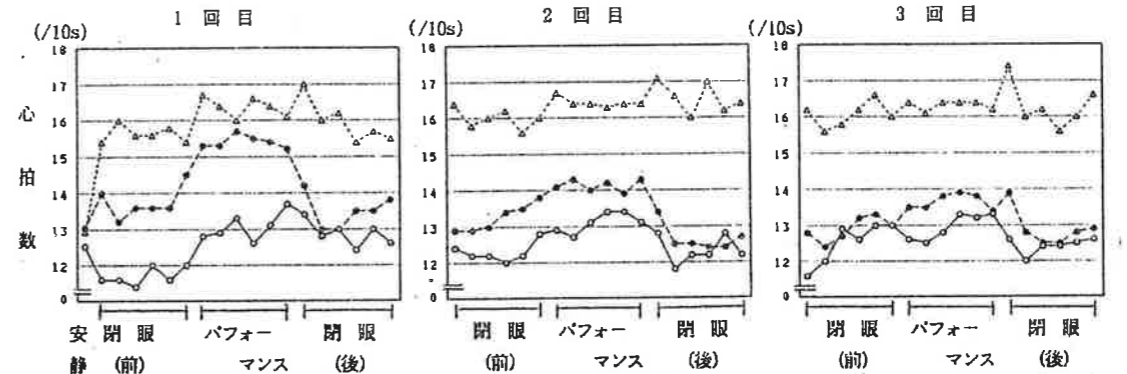 1 回 目
2 回 目
3 回 目
(/10s)
(/10s)
(/10s)
心拍数
18
17
16
15
14
13
12
0
18
17
16
15
14
13
12
0
18
17
16
15
14
13
12
0
安静
閉 眼
(前)
パフォー
マンス
閉 眼
(後)
閉 眼
(前)
パフォー
マンス
閉 眼
(後)
閉 眼
(前)
パフォー
マンス
閉 眼
(後)